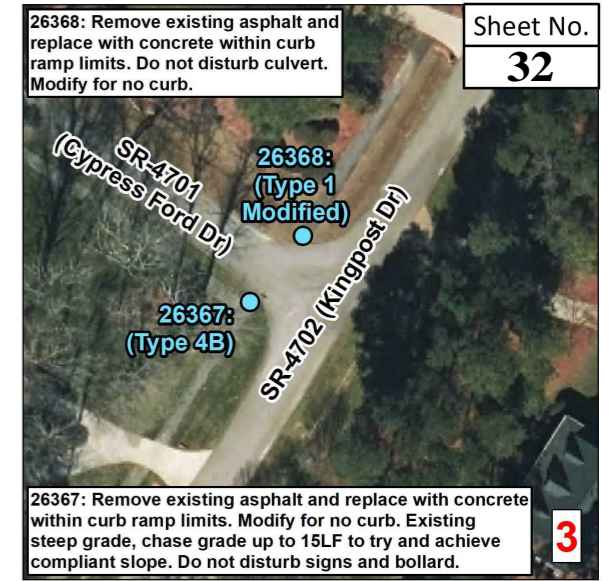 26368: Remove existing asphalt and
replace with concrete within curb
ramp limits. Do not disturb culvert.
Modify for no curb.
Sheet No.
32
SR-4701
(Cypress Ford Dr)
26368:
(Type 1
Modified)
SR-4702 (Kingpost Dr)
26367:
(Type 4B)
26367: Remove existing asphalt and replace with concrete
within curb ramp limits. Modify for no curb. Existing
steep grade, chase grade up to 15LF to try and achieve
compliant slope. Do not disturb signs and bollard.
3